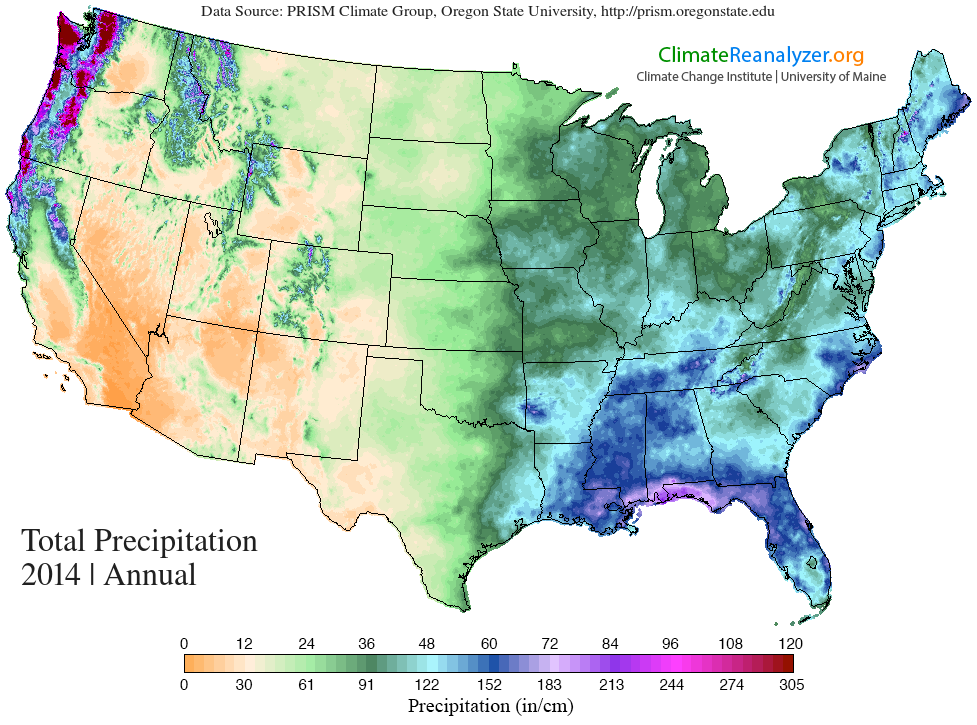 Data Source: PRISM Climate Group, Oregon State University, http://prism.oregonstate.edu
ClimateReanalyzer.org
Climate Change Institute | University of Maine
Total Precipitation
2014 | Annual
0 12 24 36 48 60 72 84 96 108 120
0 30 61 91 122 152 183 213 244 274 305
Precipitation (in/cm)